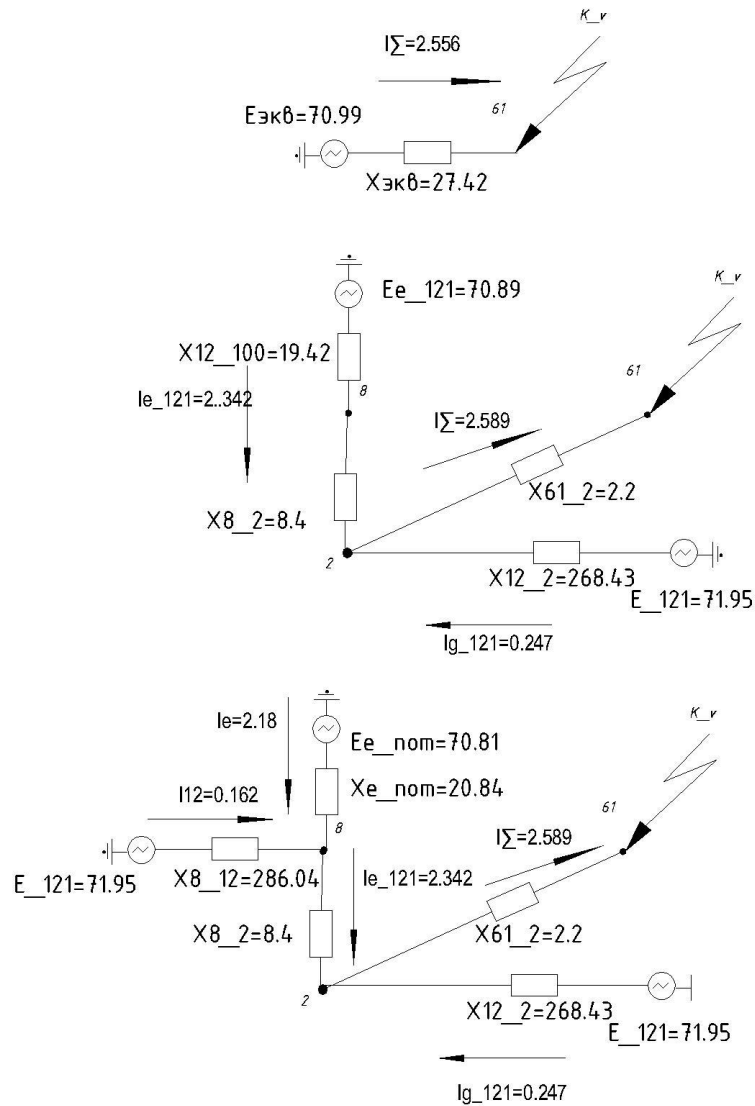 K_v
I∑=2.556
61
Eэкв=70.99
Xэкв=27.42
K_v
Ee_121=70.89
X12_100=19.42
8
61
Ie_121=2..342
I∑=2.589
X61_2=2.2
X8_2=8.4
2
X12_2=268.43
E_121=71.95
Ig_121=0.247
K_v
Ie=2.18
Ee_nom=70.81
Xe_nom=20.84
I12=0.162
61
8
I∑=2.589
E_121=71.95
X8_12=286.04
Ie_121=2.342
X8_2=8.4
X61_2=2.2
2
X12_2=268.43
E_121=71.95
Ig_121=0.247